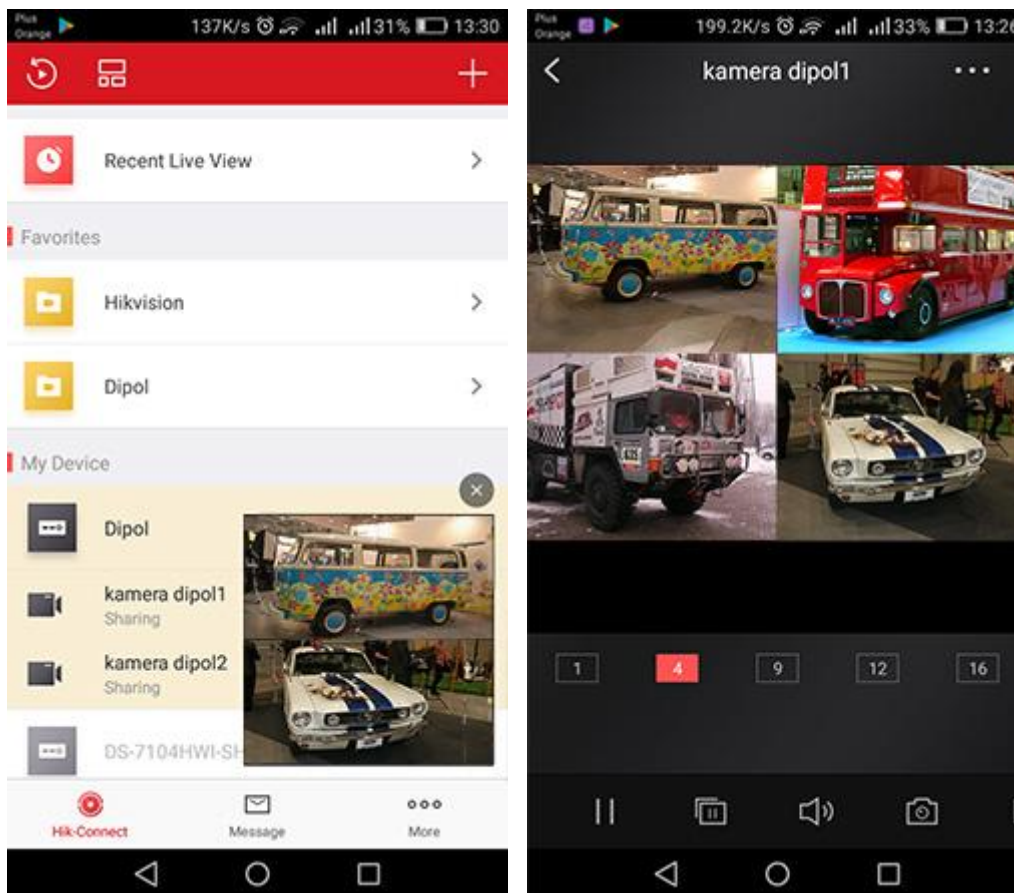 Plus
Orange
137K/s
31%
13:30
Recent Live View
Favorites
Hikvision
Dipol
My Device
Dipol
kamera dipol1
Sharing
kamera dipol2
Sharing
DS-7104HWI-SH
Hik-Connect
Message
More
Plus
Orange
199.2K/s
33%
13:26
kamera dipol1
1
4
9
12
16